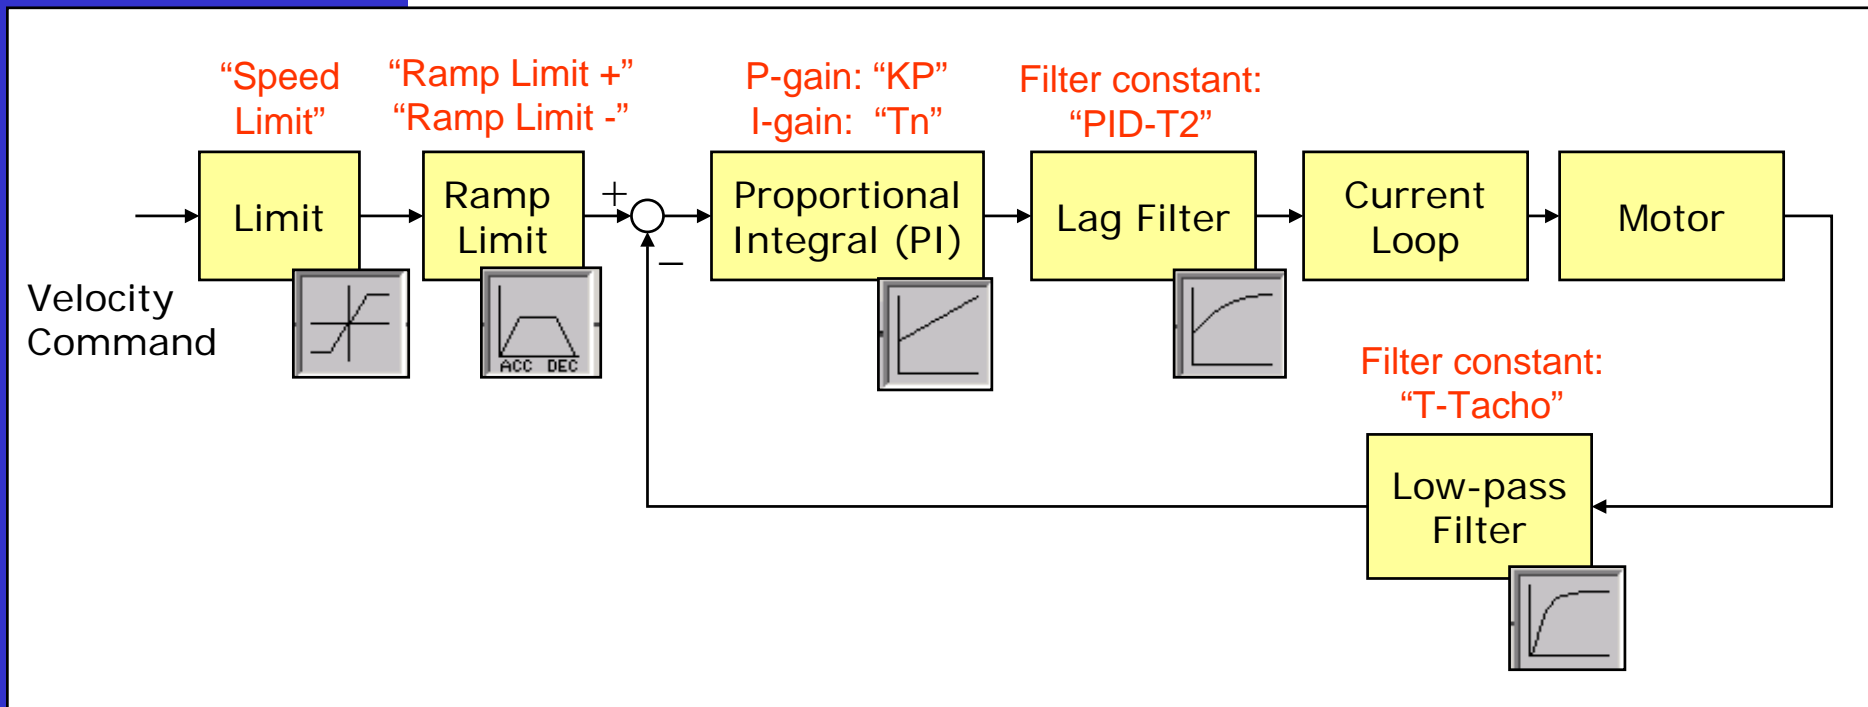 “Speed
Limit”
“Ramp Limit +”
“Ramp Limit -”
P-gain: “KP”
I-gain: “Tn”
Filter constant:
“PID-T2”
Limit
Ramp
Limit
+
−
Proportional
Integral (PI)
Lag Filter
Current
Loop
Motor
Velocity
Command
ACC DEC
Filter constant:
“T-Tacho”
Low-pass
Filter